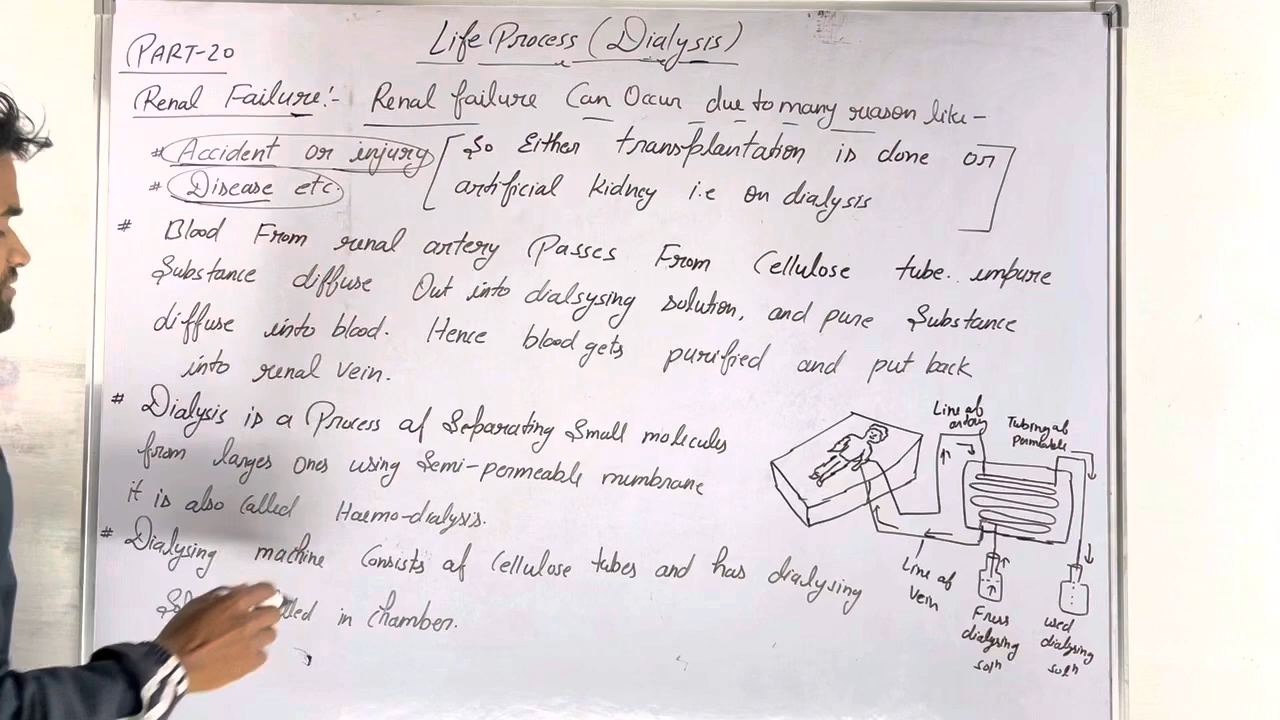 PART-20
Life Process (Dialysis)
Renal Failure:- Renal failure Can Occur due to many reason like-
# Accident or injury
# Disease etc.
So Either transplantation is done or
artificial kidney i.e on dialysis
# Blood From renal artery Passes From Cellulose tube. impure
Substance diffuse Out into dialsysing solution, and pure Substance
diffuse into blood. Hence blood gets purified and put back
into renal vein.
# Dialysis is a Process of Separating Small molecules
from larges Ones using Semi-permeable membrane
it is also Called Haemo-dialysis.
# Dialysing machine Consists of Cellulose tubes and has dialysing
in Chamber.
Line of
artery
Tubing of
permeable
Line of
vein
Fress
dialysing
solⁿ
used
dialysing
solⁿ